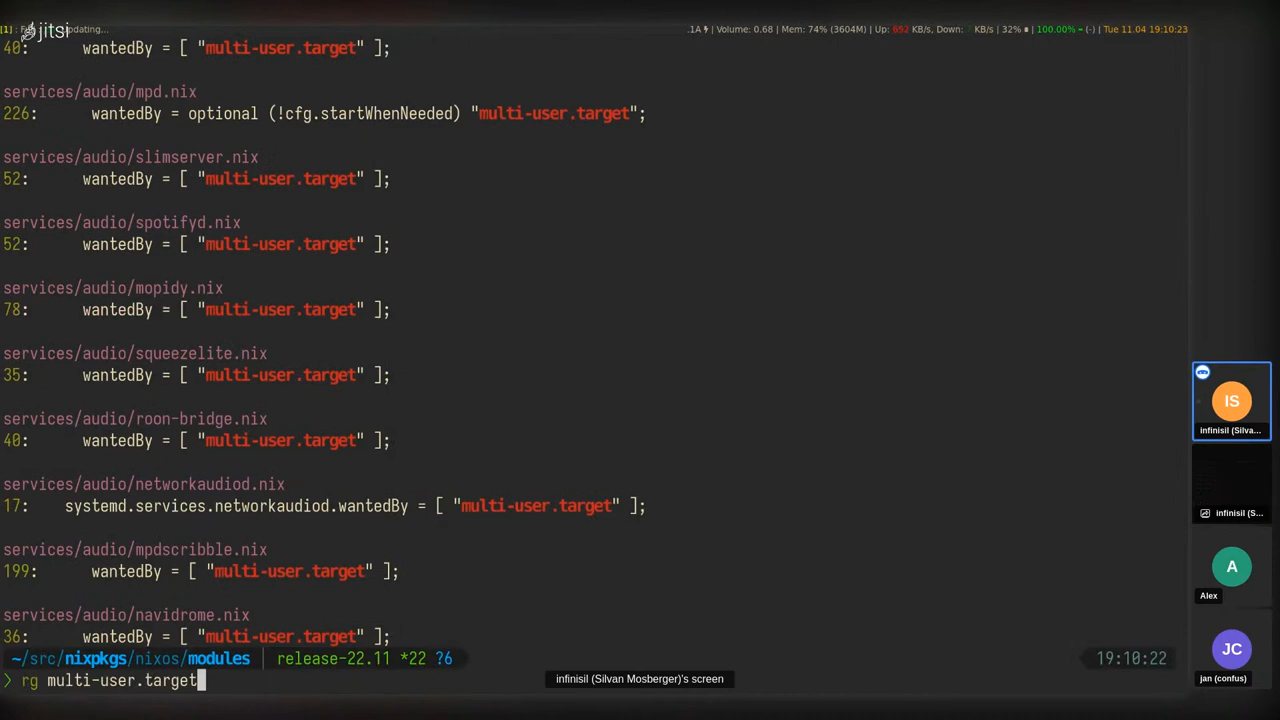 [1] : F jitsi pdating... .1A Volume: 0.68 | Mem: 74% (3604M) | Up: 652 KB/s, Down: KB/s | 32% | 100.00% (-) | Tue 11.04 19:10:23
40: wantedBy = [ "multi-user.target" ];
services/audio/mpd.nix
226: wantedBy = optional (!cfg.startWhenNeeded) "multi-user.target";
services/audio/slimserver.nix
52: wantedBy = [ "multi-user.target" ];
services/audio/spotifyd.nix
52: wantedBy = [ "multi-user.target" ];
services/audio/mopidy.nix
78: wantedBy = [ "multi-user.target" ];
services/audio/squeezelite.nix
35: wantedBy = [ "multi-user.target" ];
services/audio/roon-bridge.nix
40: wantedBy = [ "multi-user.target" ];
services/audio/networkaudiod.nix
17: systemd.services.networkaudiod.wantedBy = [ "multi-user.target" ];
services/audio/mpdscribble.nix
199: wantedBy = [ "multi-user.target" ];
services/audio/navidrome.nix
36: wantedBy = [ "multi-user.target" ];
~/src/nixpkgs/nixos/modules | release-22.11 *22 ?6 19:10:22
> rg multi-user.target
infinisil (Silvan Mosberger)'s screen
IS
infinisil (Silva...
infinisil (S...
A
Alex
JC
jan (confus)